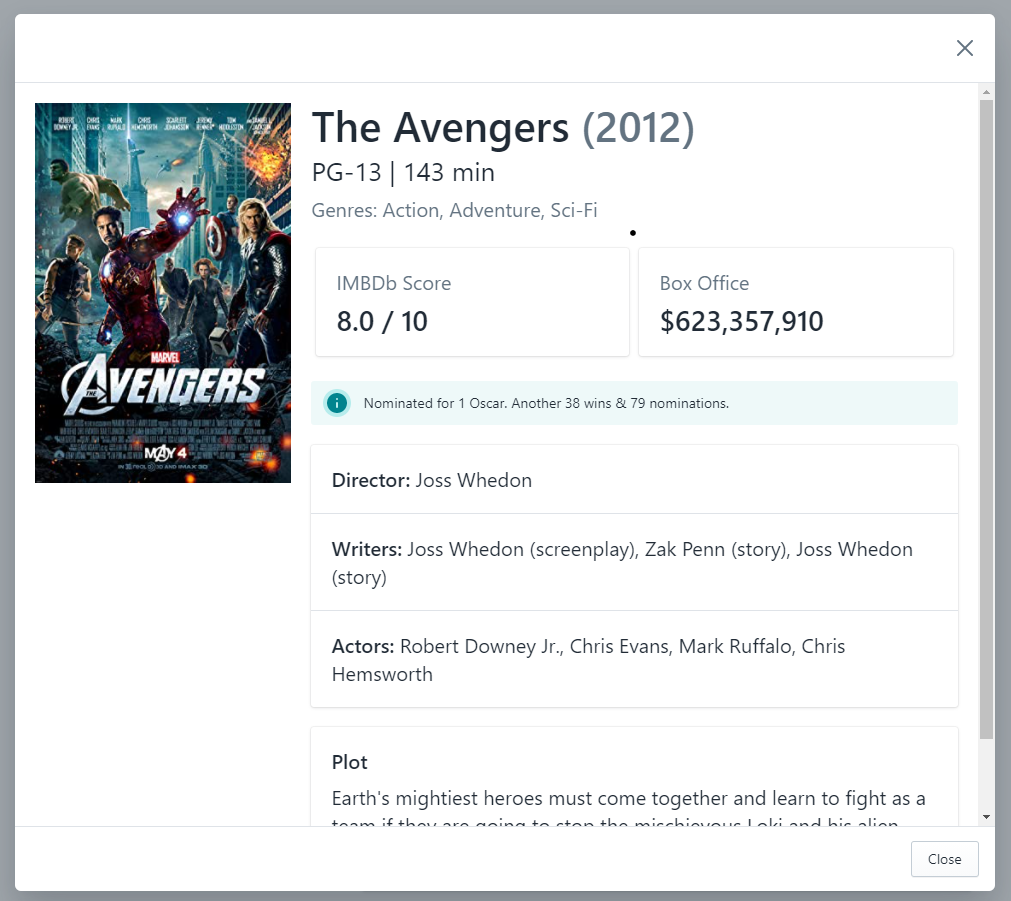 The Avengers (2012)
PG-13 | 143 min
Genres: Action, Adventure, Sci-Fi
IMBDb Score
8.0 / 10
Box Office
$623,357,910
Nominated for 1 Oscar. Another 38 wins & 79 nominations.
Director: Joss Whedon
Writers: Joss Whedon (screenplay), Zak Penn (story), Joss Whedon
(story)
Actors: Robert Downey Jr., Chris Evans, Mark Ruffalo, Chris
Hemsworth
Plot
Earth's mightiest heroes must come together and learn to fight as a
team if they are going to stop the mischievous Loki and his alien
Close
ROBERT DOWNEY JR.
CHRIS EVANS
MARK RUFFALO
CHRIS HEMSWORTH
SCARLETT JOHANSSON
JEREMY RENNER
TOM HIDDLESTON
SAMUEL L. JACKSON
MARVEL
THE AVENGERS
MAY 4